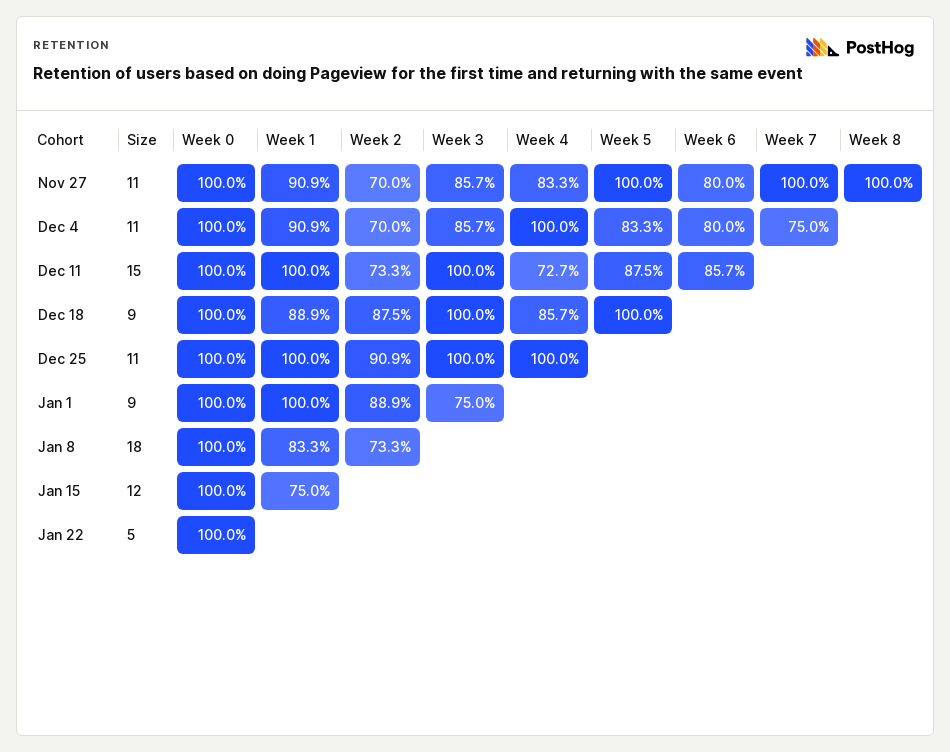 RETENTION
PostHog
Retention of users based on doing Pageview for the first time and returning with the same event
Cohort Size Week 0 Week 1 Week 2 Week 3 Week 4 Week 5 Week 6 Week 7 Week 8
Nov 27 11 100.0% 90.9% 70.0% 85.7% 83.3% 100.0% 80.0% 100.0% 100.0%
Dec 4 11 100.0% 90.9% 70.0% 85.7% 100.0% 83.3% 80.0% 75.0%
Dec 11 15 100.0% 100.0% 73.3% 100.0% 72.7% 87.5% 85.7%
Dec 18 9 100.0% 88.9% 87.5% 100.0% 85.7% 100.0%
Dec 25 11 100.0% 100.0% 90.9% 100.0% 100.0%
Jan 1 9 100.0% 100.0% 88.9% 75.0%
Jan 8 18 100.0% 83.3% 73.3%
Jan 15 12 100.0% 75.0%
Jan 22 5 100.0%